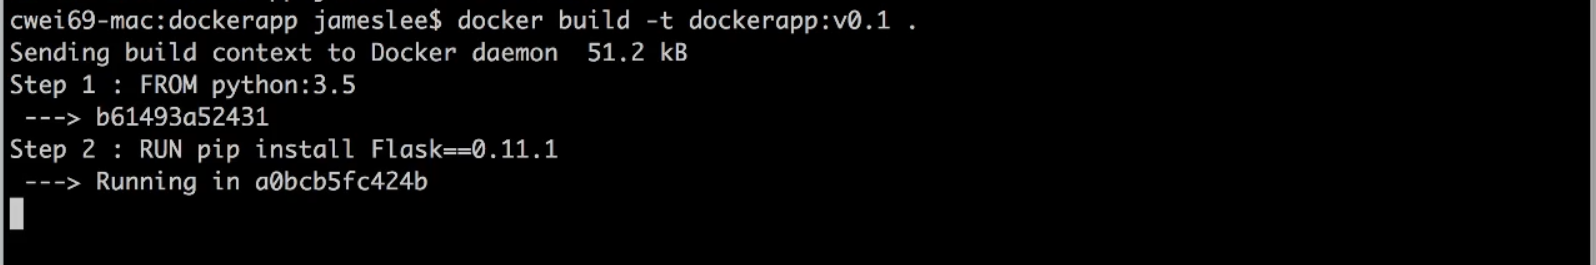 cwei69-mac:dockerapp jameslee$ docker build -t dockerapp:v0.1 .
Sending build context to Docker daemon  51.2 kB
Step 1 : FROM python:3.5
 ---> b61493a52431
Step 2 : RUN pip install Flask==0.11.1
 ---> Running in a0bcb5fc424b